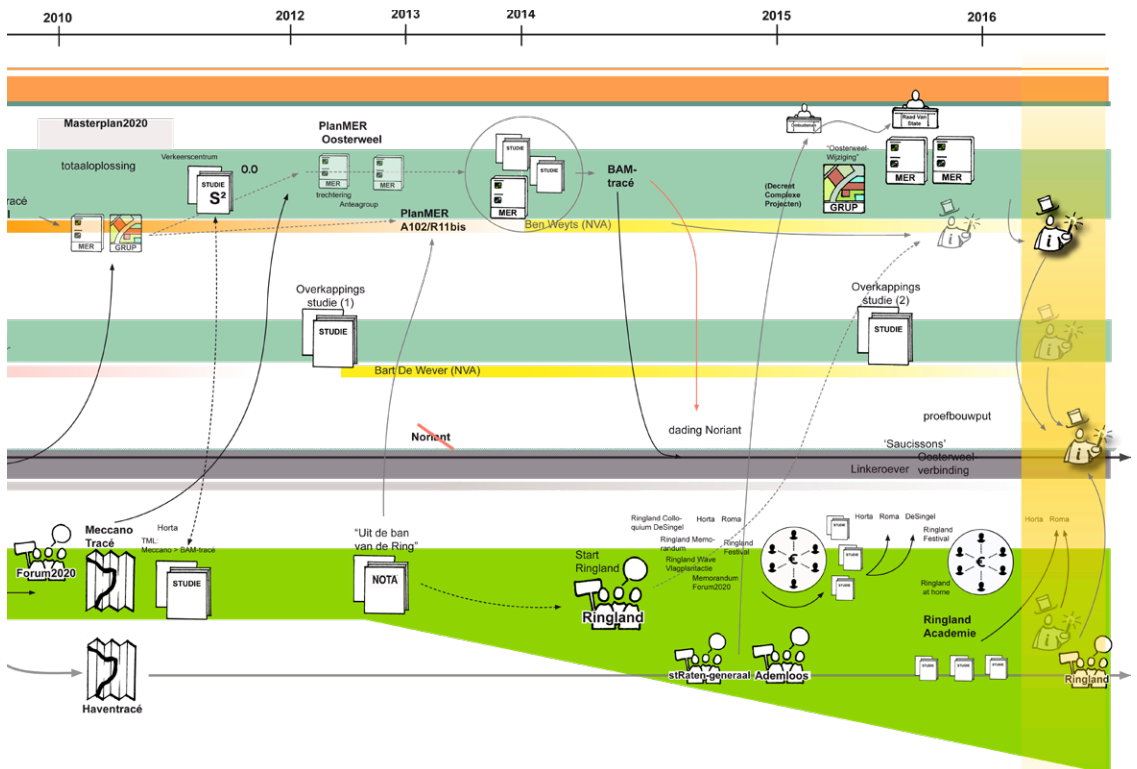 2010
2012
2013
2014
2015
2016
Masterplan2020
totaaloplossing
Verkeerscentrum
STUDIE
S²
0.0
PlanMER
Oosterweel
MER
MER
trechtering
Anteagroup
STUDIE
STUDIE
MER
BAM-
tracé
Raad Van
State
"Oosterweel-
Wijziging"
(Decreet
Complexe
Projecten)
GRUP
MER
MER
tracé
MER
GRUP
PlanMER
A102/R11bis
Ben Weyts (NVA)
Overkappings
studie (1)
STUDIE
Overkappings
studie (2)
STUDIE
Bart De Wever (NVA)
Noriant
dading Noriant
proefbouwput
'Saucissons'
Oosterweel-
verbinding
Linkeroever
Forum2020
Meccano
Tracé
Horta
TML:
Meccano > BAM-tracé
STUDIE
"Uit de ban
van de Ring"
NOTA
Start
Ringland
Ringland
Ringland Collo-
quium DeSingel
Horta
Roma
Ringland Memo-
randum
Ringland
Festival
Ringland Wave
Vlagplantactie
Memorandum
Forum2020
€
Horta
Roma
DeSingel
Ringland
Festival
€
Ringland
at home
Horta
Roma
Ringland
Academie
Haventracé
stRaten-generaal
Ademloos
Ringland